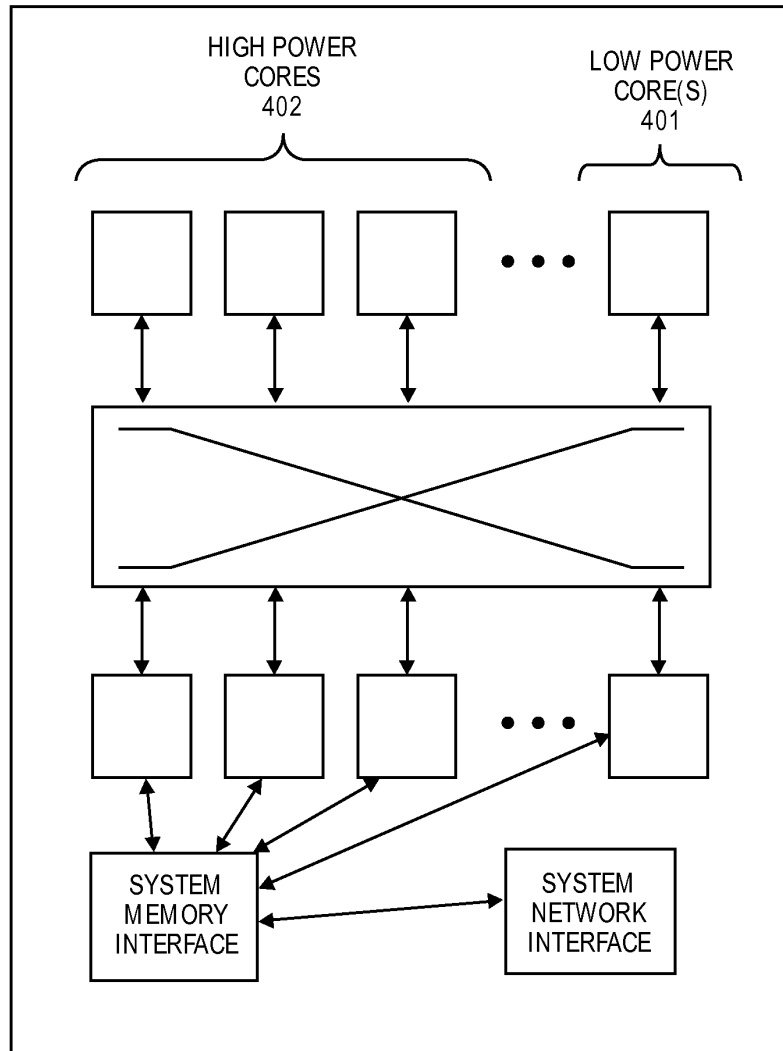 HIGH POWER
CORES
402
LOW POWER
CORE(S)
401
SYSTEM
MEMORY
INTERFACE
SYSTEM
NETWORK
INTERFACE